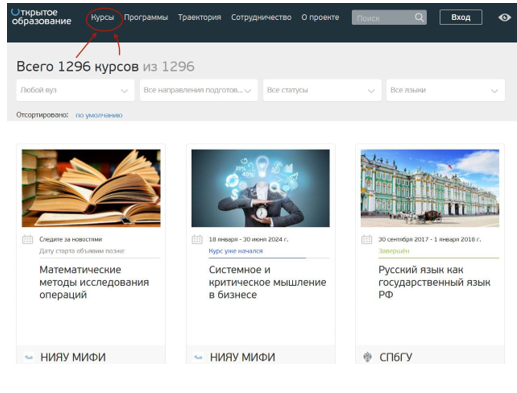 Открытое
образование
Курсы Программы Траектория Сотрудничество О проекте Поиск Вход
Всего 1296 курсов из 1296
Любой вуз Все направления подготов... Все статусы Все языки
Отсортировано: по умолчанию
Следите за новостями
Дату старта объявим позже
Математические
методы исследования
операций
НИЯУ МИФИ
18 января - 30 июня 2024 г.
Курс уже начался
Системное и
критическое мышление
в бизнесе
НИЯУ МИФИ
30 сентября 2017 - 1 января 2018 г.
Завершён
Русский язык как
государственный язык
РФ
СПбГУ